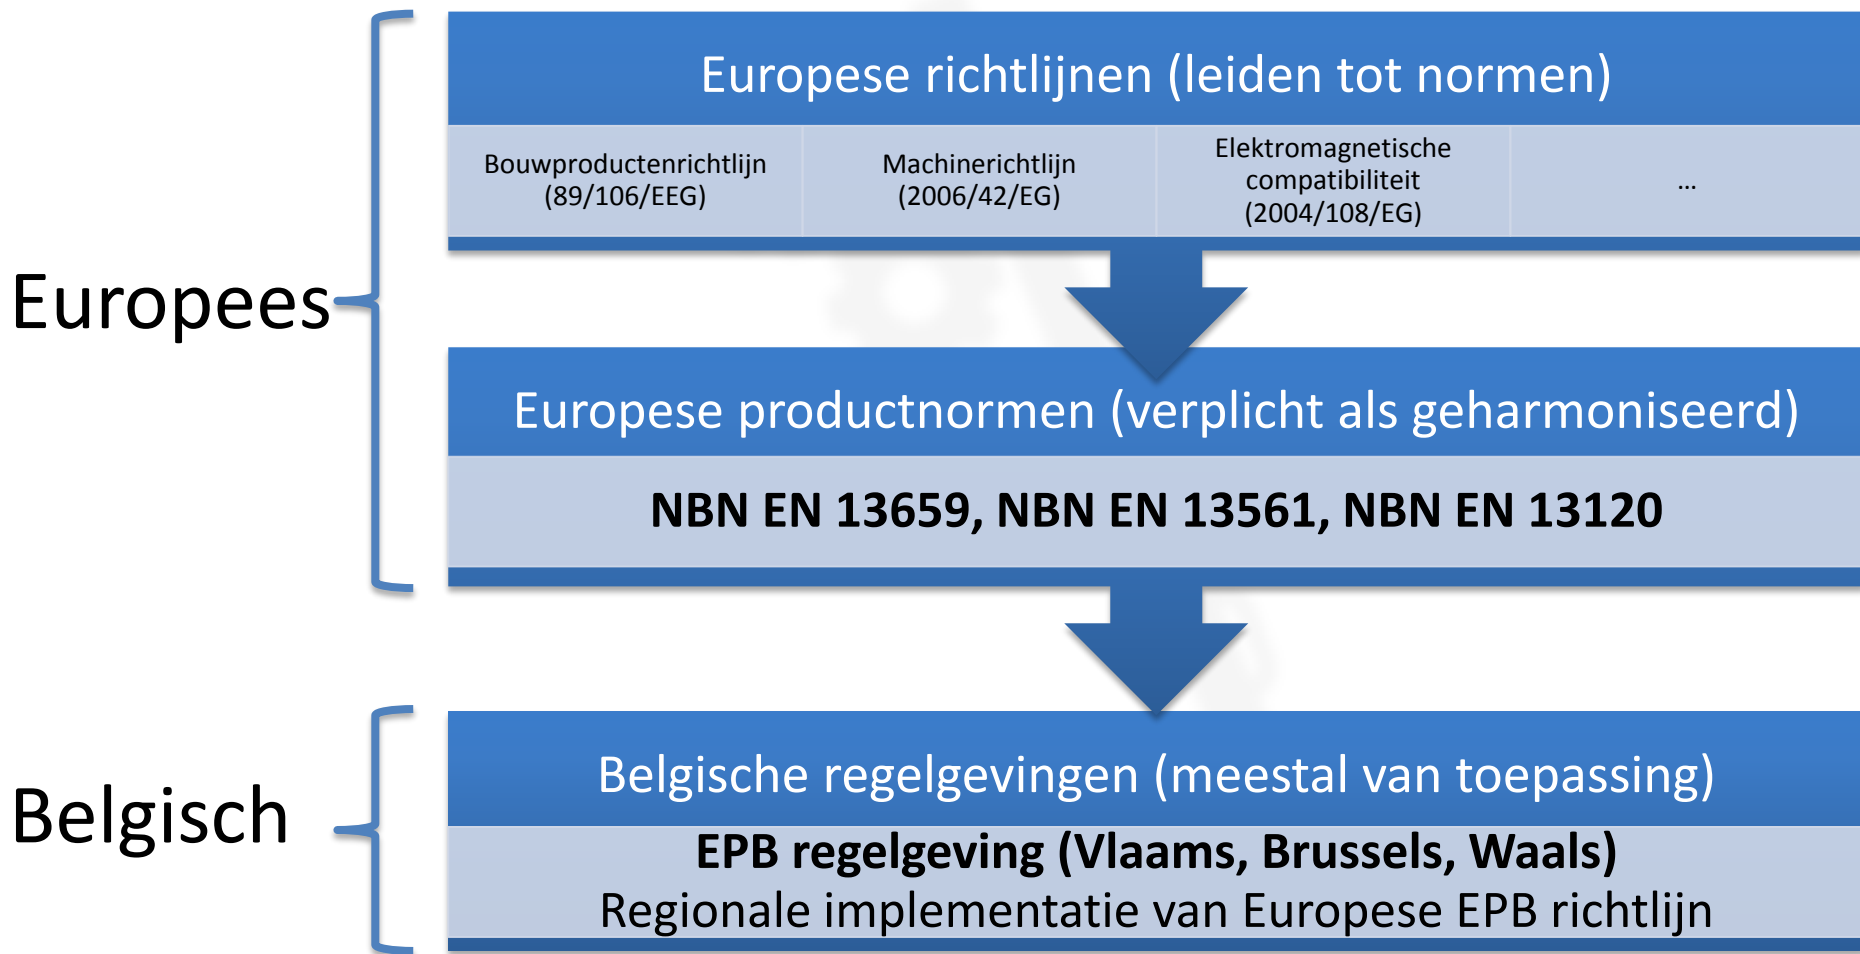 Europese richtlijnen (leiden tot normen)
Bouwproductenrichtlijn
(89/106/EEG)
Machinerichtlijn
(2006/42/EG)
Elektromagnetische
compatibiliteit
(2004/108/EG)
...
Europees
Europese productnormen (verplicht als geharmoniseerd)
NBN EN 13659, NBN EN 13561, NBN EN 13120
Belgisch
Belgische regelgevingen (meestal van toepassing)
EPB regelgeving (Vlaams, Brussels, Waals)
Regionale implementatie van Europese EPB richtlijn